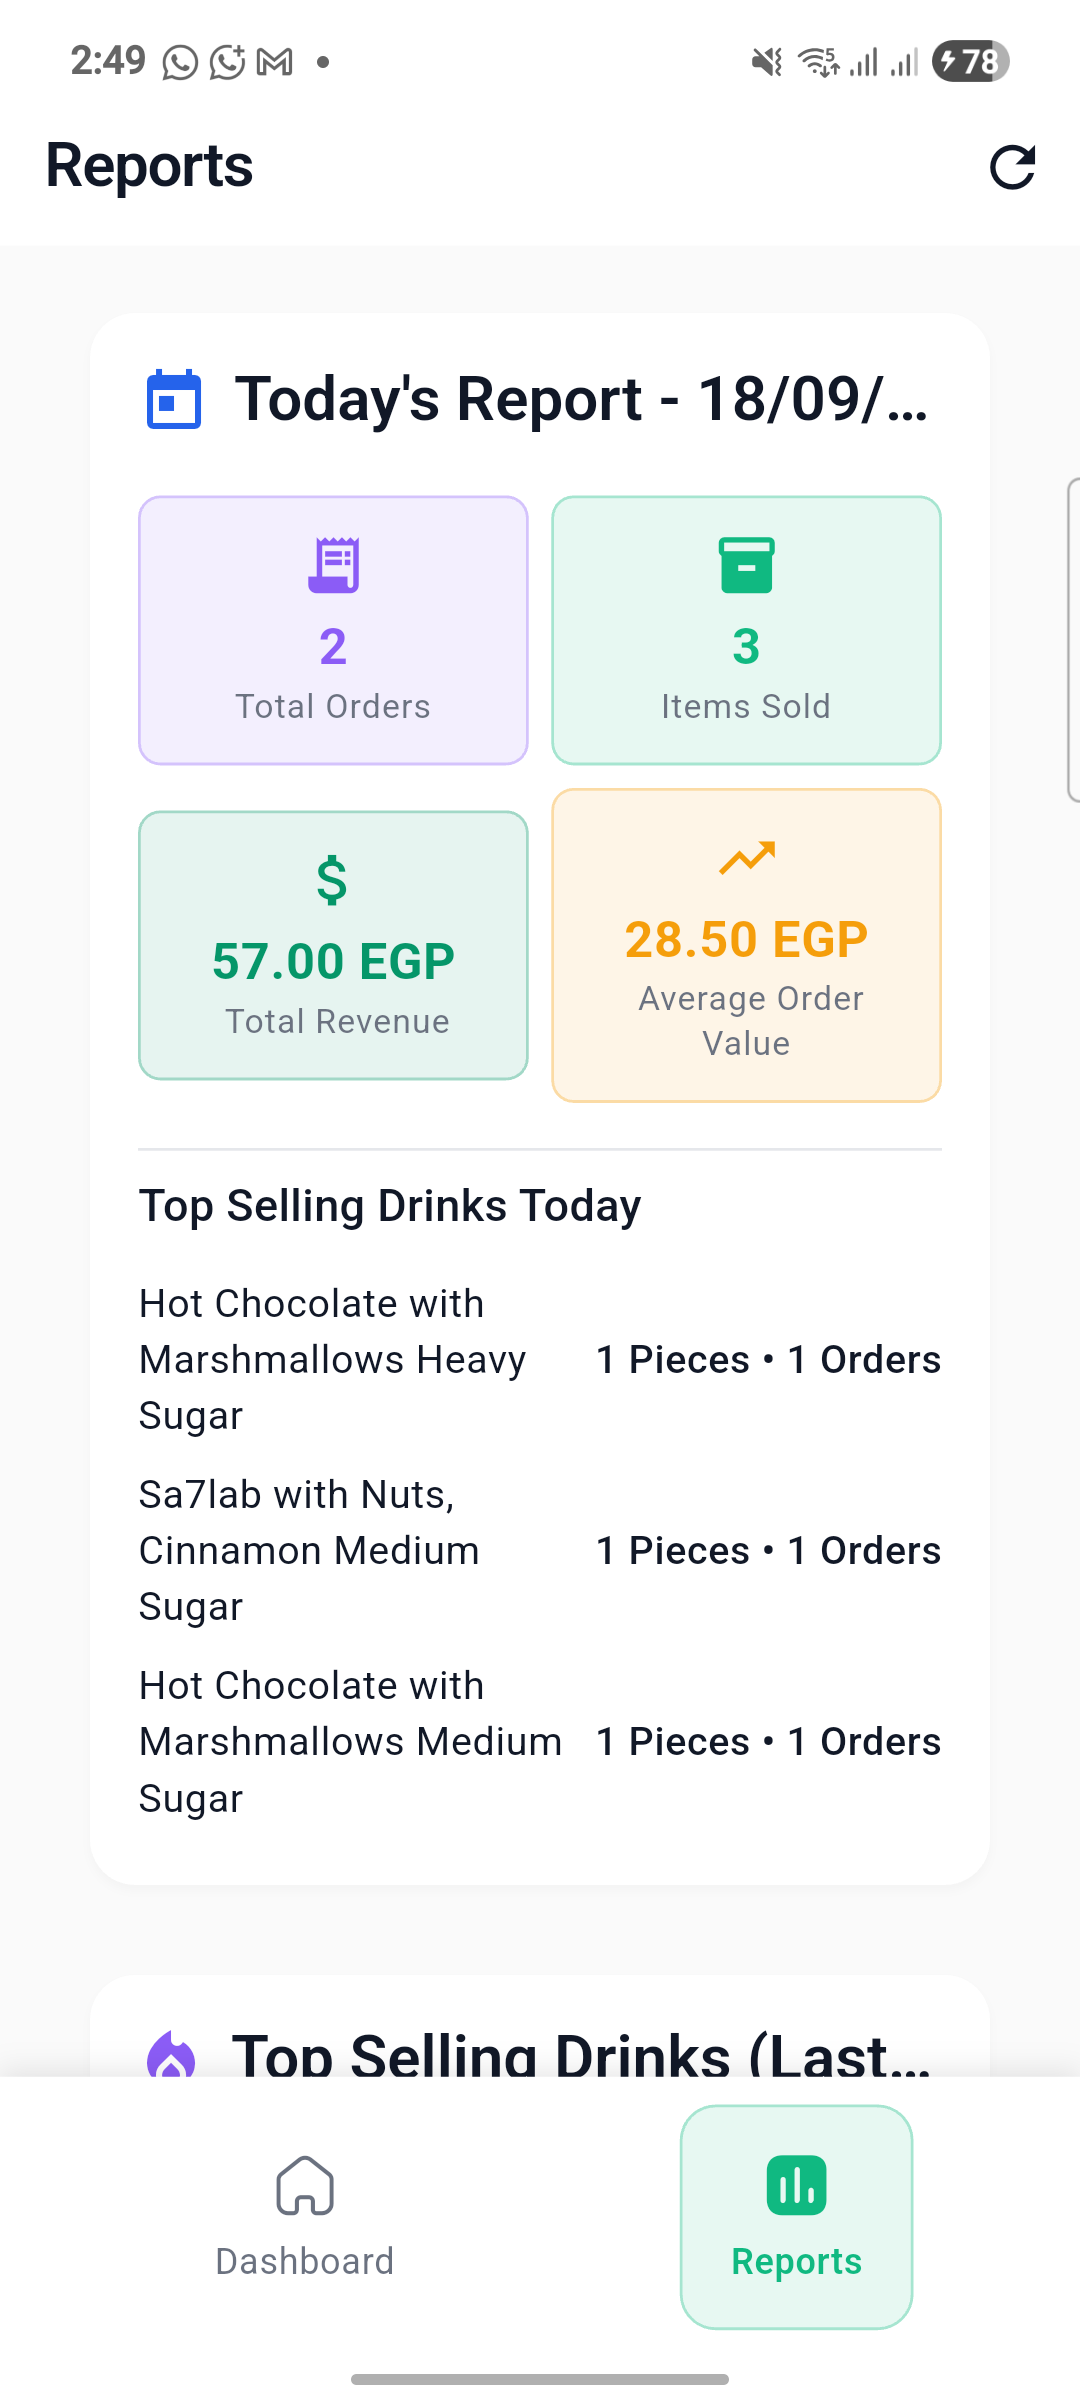 2:49
5
78
Reports
Today's Report - 18/09/...
2
Total Orders
3
Items Sold
$
57.00 EGP
Total Revenue
28.50 EGP
Average Order
Value
Top Selling Drinks Today
Hot Chocolate with
Marshmallows Heavy
Sugar
1 Pieces • 1 Orders
Sa7lab with Nuts,
Cinnamon Medium
Sugar
1 Pieces • 1 Orders
Hot Chocolate with
Marshmallows Medium
Sugar
1 Pieces • 1 Orders
Top Selling Drinks (Last...
Dashboard
Reports